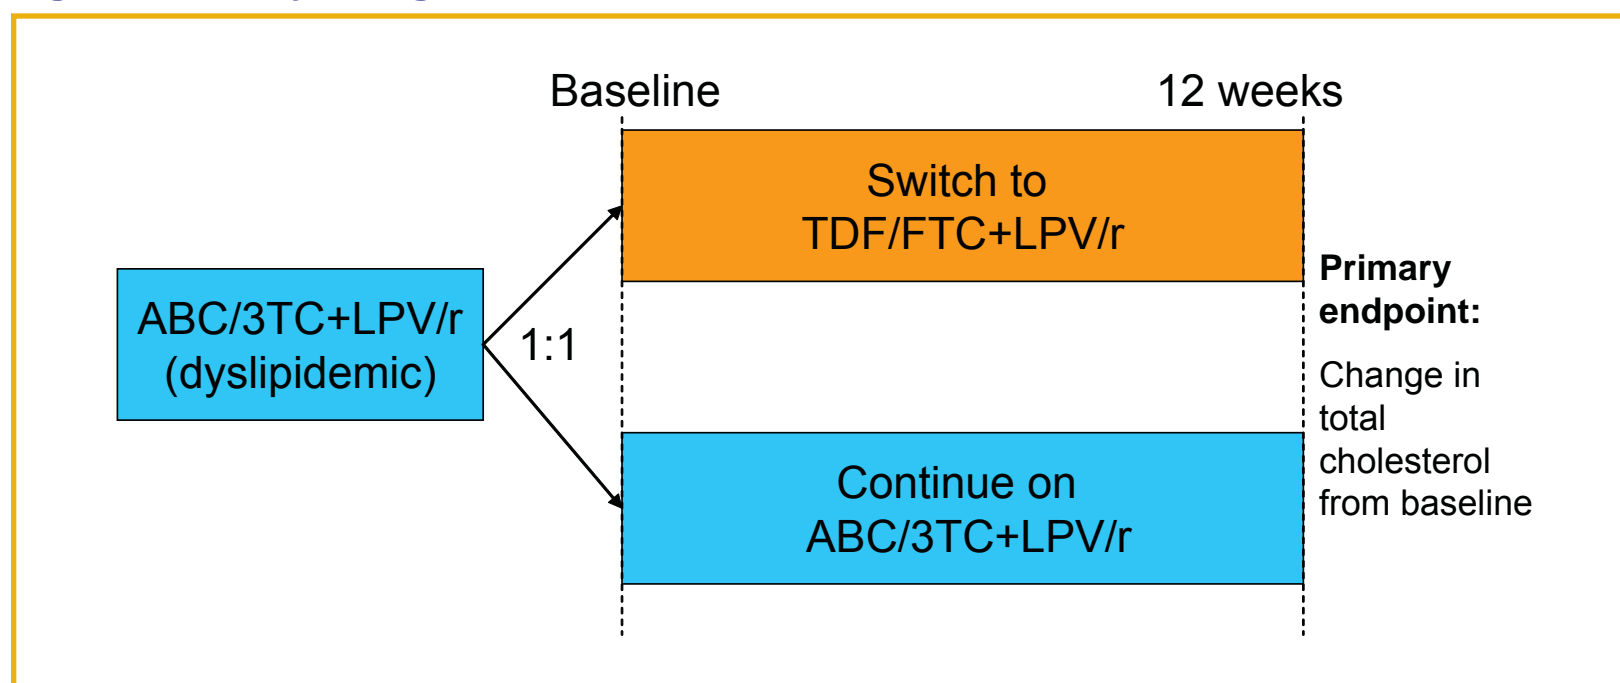 Baseline
12 weeks
Switch to
TDF/FTC+LPV/r
ABC/3TC+LPV/r
(dyslipidemic)
1:1
Continue on
ABC/3TC+LPV/r
Primary
endpoint:
Change in
total
cholesterol
from baseline